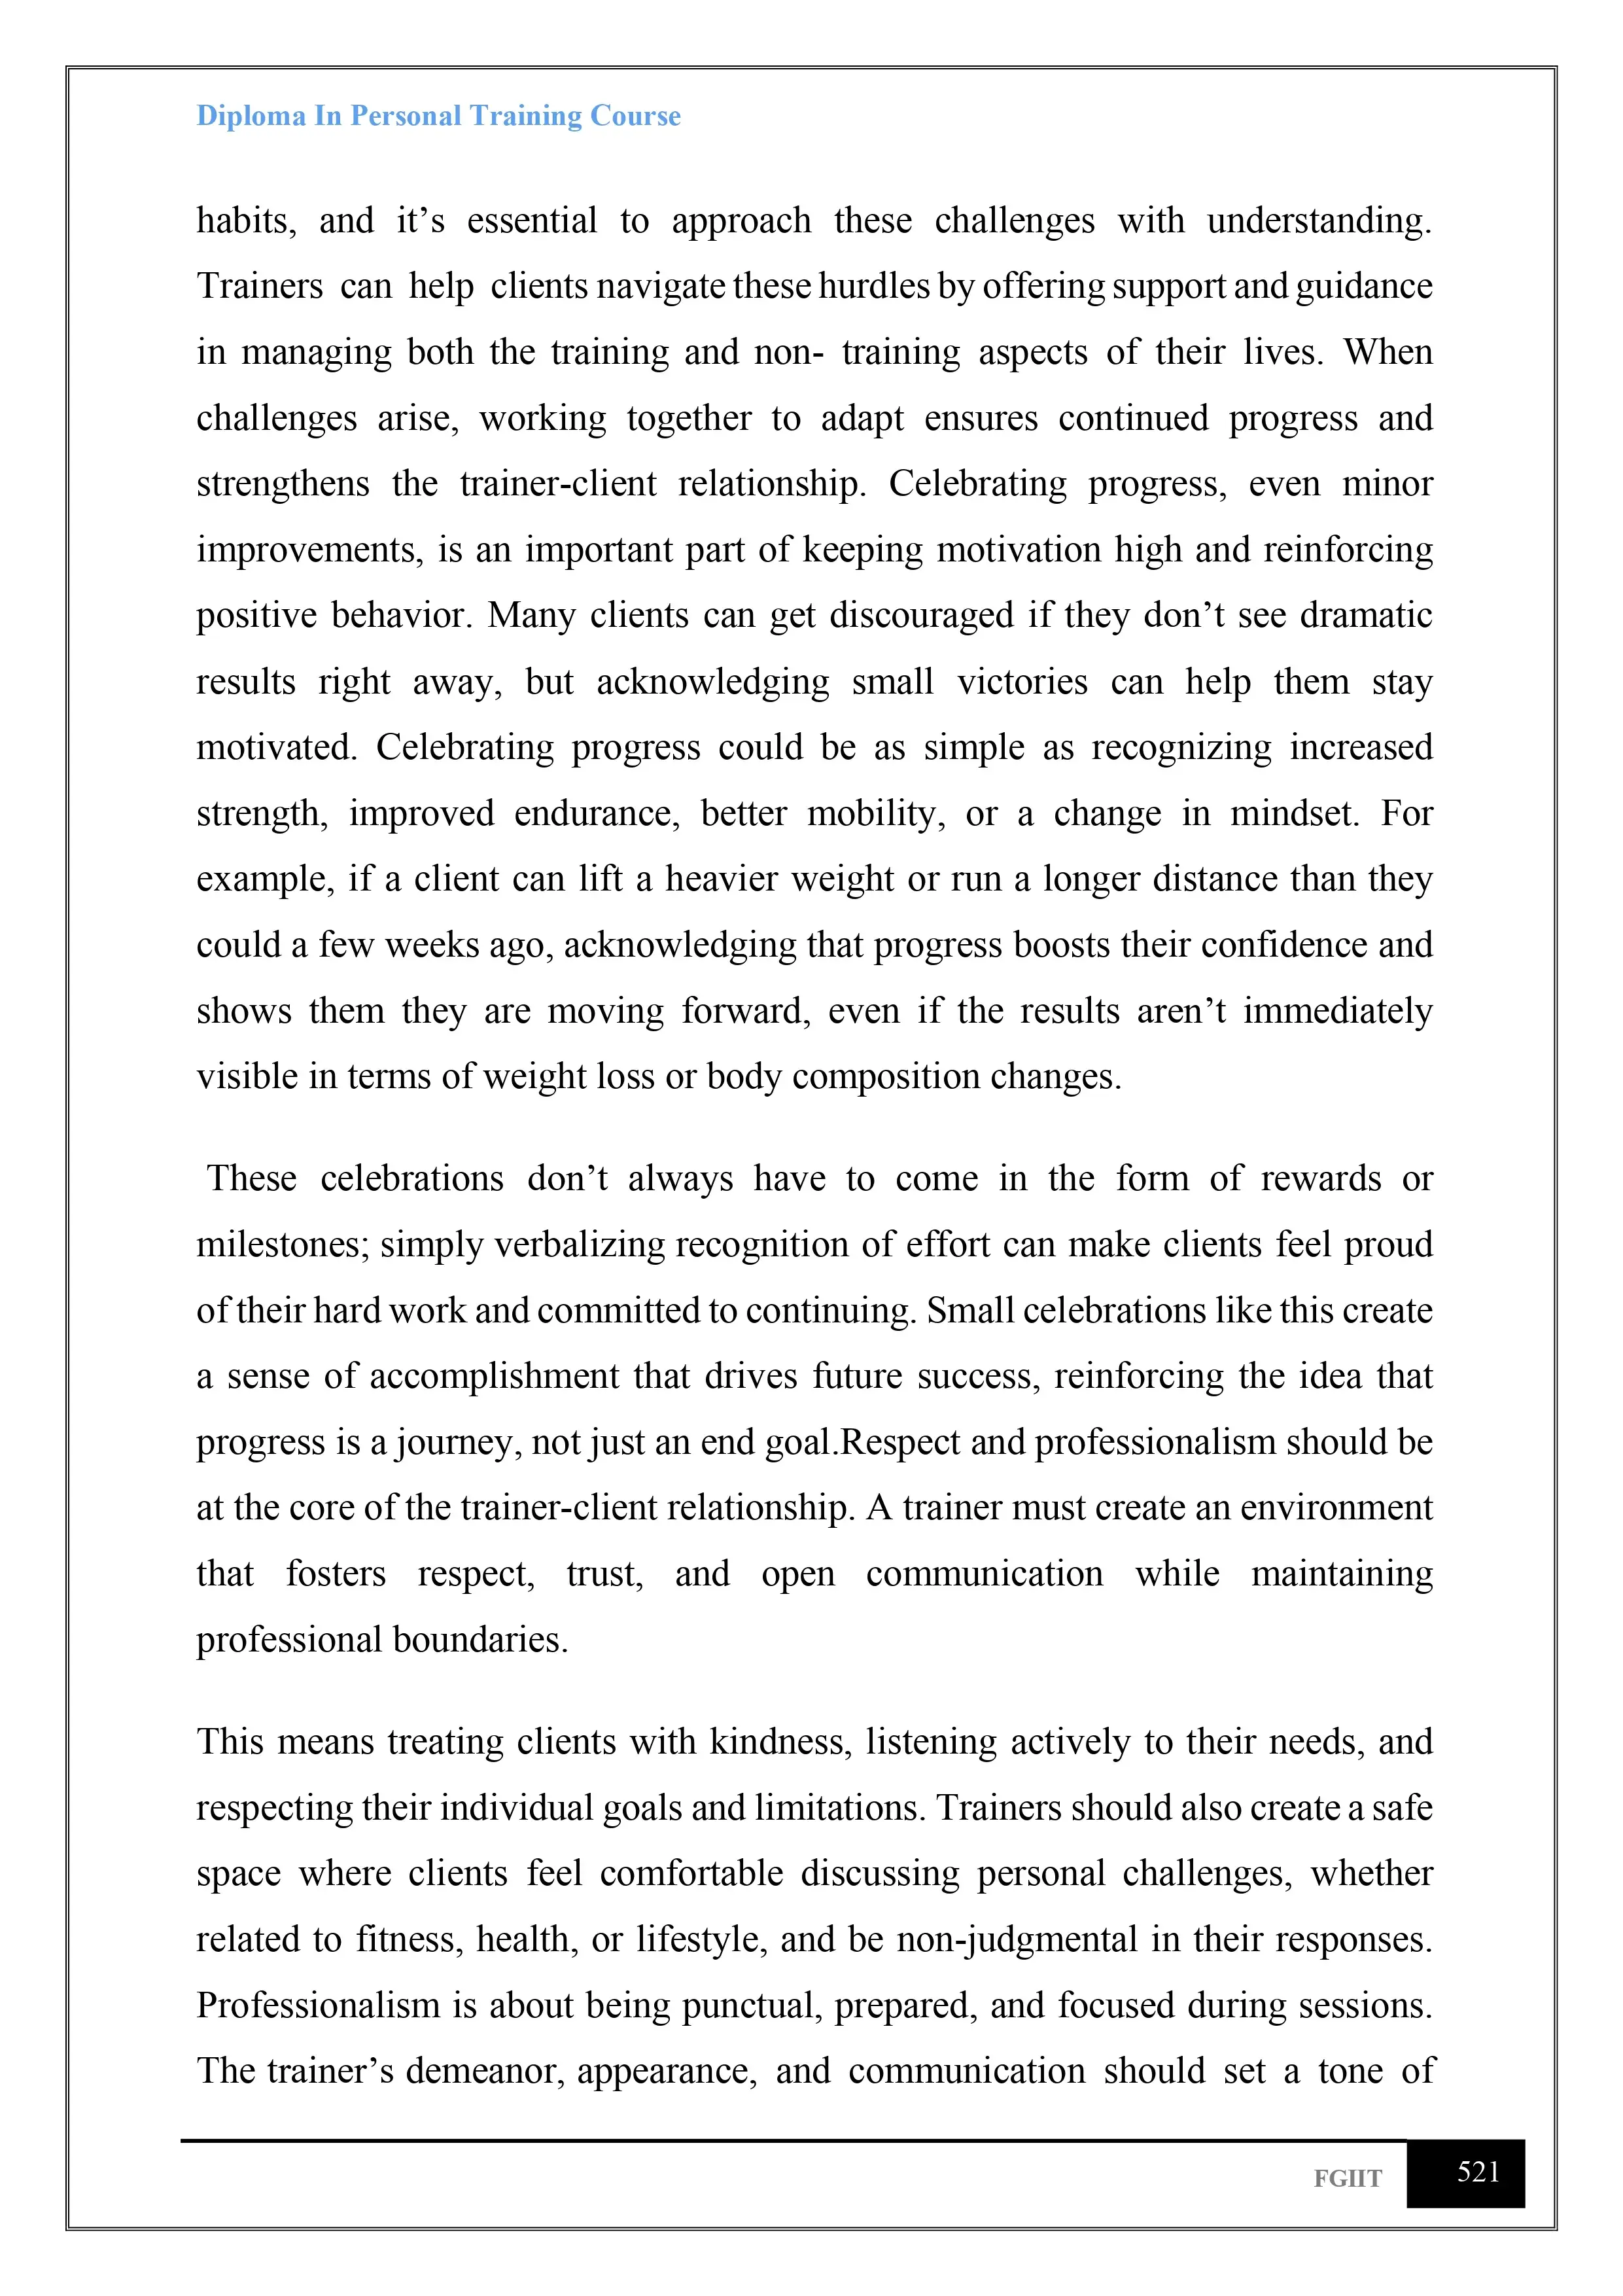 Diploma In Personal Training Course
habits, and it’s essential to approach these challenges with understanding.
Trainers can help clients navigate these hurdles by offering support and guidance
in managing both the training and non- training aspects of their lives. When
challenges arise, working together to adapt ensures continued progress and
strengthens the trainer-client relationship. Celebrating progress, even minor
improvements, is an important part of keeping motivation high and reinforcing
positive behavior. Many clients can get discouraged if they don’t see dramatic
results right away, but acknowledging small victories can help them stay
motivated. Celebrating progress could be as simple as recognizing increased
strength, improved endurance, better mobility, or a change in mindset. For
example, if a client can lift a heavier weight or run a longer distance than they
could a few weeks ago, acknowledging that progress boosts their confidence and
shows them they are moving forward, even if the results aren’t immediately
visible in terms of weight loss or body composition changes.
These celebrations don’t always have to come in the form of rewards or
milestones; simply verbalizing recognition of effort can make clients feel proud
of their hard work and committed to continuing. Small celebrations like this create
a sense of accomplishment that drives future success, reinforcing the idea that
progress is a journey, not just an end goal.Respect and professionalism should be
at the core of the trainer-client relationship. A trainer must create an environment
that fosters respect, trust, and open communication while maintaining
professional boundaries.
This means treating clients with kindness, listening actively to their needs, and
respecting their individual goals and limitations. Trainers should also create a safe
space where clients feel comfortable discussing personal challenges, whether
related to fitness, health, or lifestyle, and be non-judgmental in their responses.
Professionalism is about being punctual, prepared, and focused during sessions.
The trainer’s demeanor, appearance, and communication should set a tone of
FGIIT 521